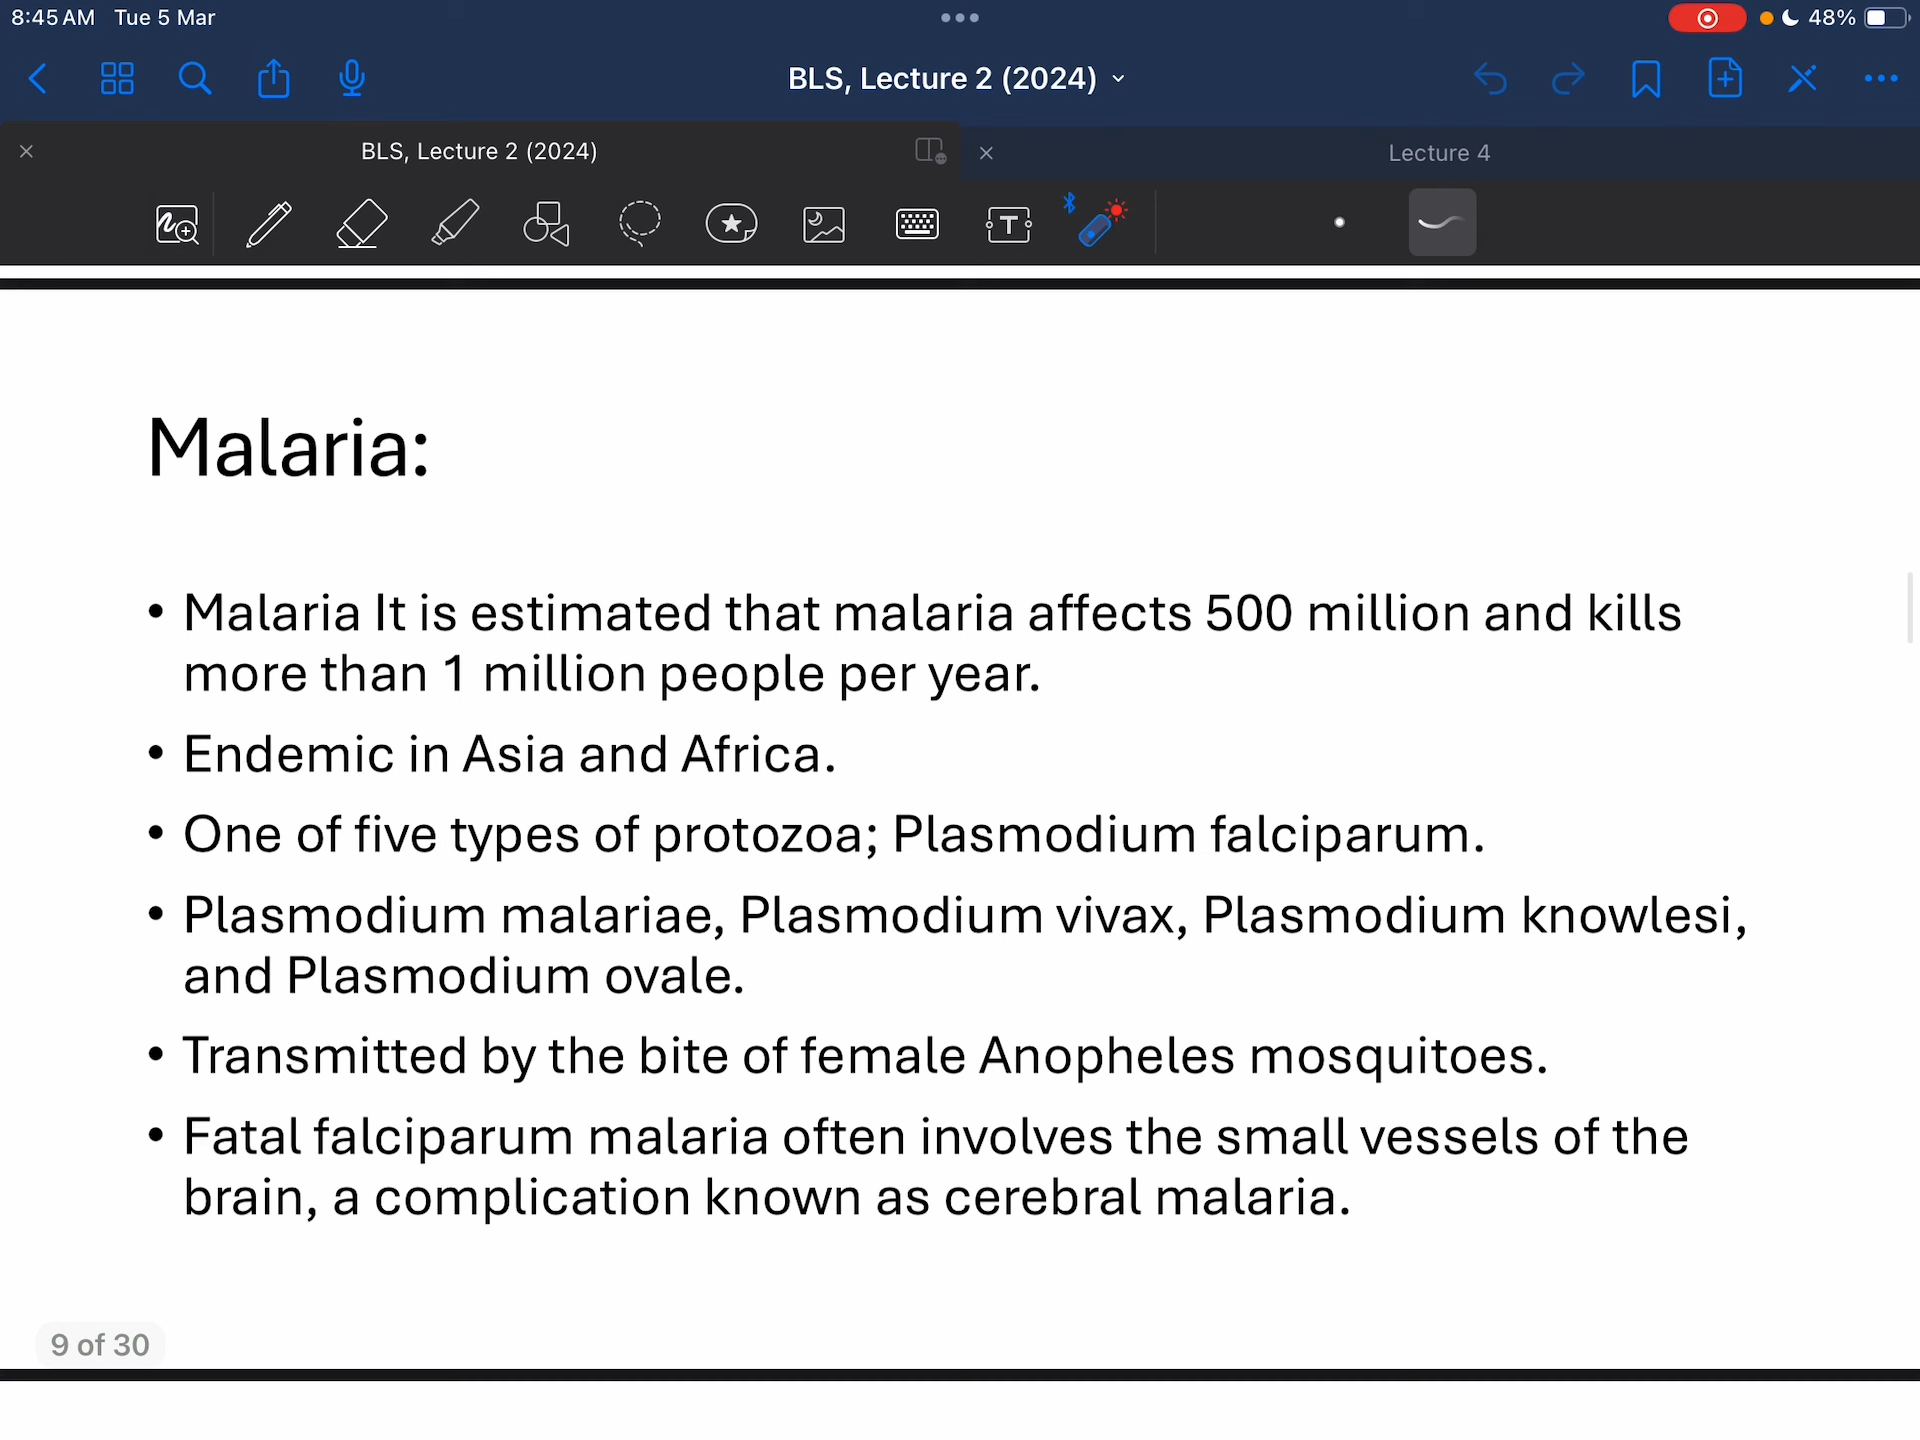 8:45 AM Tue 5 Mar
48%
BLS, Lecture 2 (2024)
BLS, Lecture 2 (2024)
Lecture 4
T
Malaria:
• Malaria It is estimated that malaria affects 500 million and kills
more than 1 million people per year.
• Endemic in Asia and Africa.
• One of five types of protozoa; Plasmodium falciparum.
• Plasmodium malariae, Plasmodium vivax, Plasmodium knowlesi,
and Plasmodium ovale.
• Transmitted by the bite of female Anopheles mosquitoes.
• Fatal falciparum malaria often involves the small vessels of the
brain, a complication known as cerebral malaria.
9 of 30